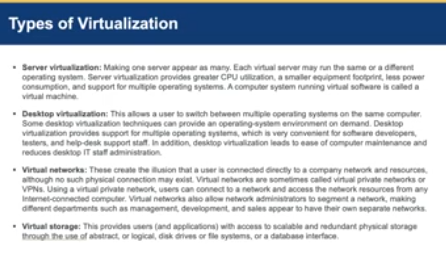 Types of Virtualization
• Server virtualization: Making one server appear as many. Each virtual server may run the same or a different
operating system. Server virtualization provides greater CPU utilization, a smaller equipment footprint, less power
consumption, and support for multiple operating systems. A computer system running virtual software is called a
virtual machine.
• Desktop virtualization: This allows a user to switch between multiple operating systems on the same computer.
Some desktop virtualization techniques can provide an operating-system environment on demand. Desktop
virtualization provides support for multiple operating systems, which is very convenient for software developers,
testers, and help-desk support staff. In addition, desktop virtualization leads to ease of computer maintenance and
reduces desktop IT staff administration.
• Virtual networks: These create the illusion that a user is connected directly to a company network and resources,
although no such physical connection may exist. Virtual networks are sometimes called virtual private networks or
VPNs. Using a virtual private network, users can connect to a network and access the network resources from any
Internet-connected computer. Virtual networks also allow network administrators to segment a network, making
different departments such as management, development, and sales appear to have their own separate networks.
• Virtual storage: This provides users (and applications) with access to scalable and redundant physical storage
through the use of abstract, or logical, disk drives or file systems, or a database interface.